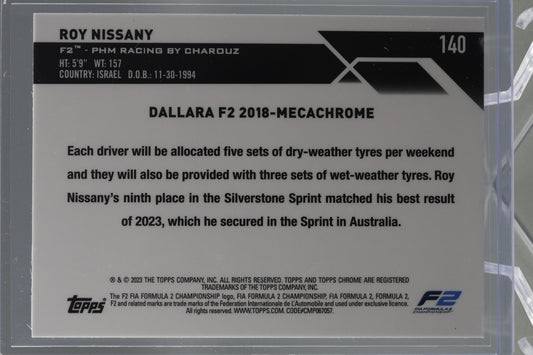 ROY NISSANY
F2™ - PHM RACING BY CHAROUZ
140
HT: 5'9" WT: 157
COUNTRY: ISRAEL D.O.B.: 11-30-1994
DALLARA F2 2018-MECACHROME
Each driver will be allocated five sets of dry-weather tyres per weekend
and they will also be provided with three sets of wet-weather tyres. Roy
Nissany's ninth place in the Silverstone Sprint matched his best result
of 2023, which he secured in the Sprint in Australia.
® & © 2023 THE TOPPS COMPANY, INC. ALL RIGHTS RESERVED. TOPPS AND TOPPS CHROME ARE REGISTERED
TRADEMARKS OF THE TOPPS COMPANY, INC.
The F2 FIA FORMULA 2 CHAMPIONSHIP logo, FIA FORMULA 2 CHAMPIONSHIP, FIA FORMULA 2, FORMULA 2,
F2 and related marks are trade marks of the Federation Internationale de L'Automobile and used under exclusive licence.
All rights reserved. WWW.TOPPS.COM. CODE#CMP067057.
Topps
F2
FIA FORMULA 2
CHAMPIONSHIP